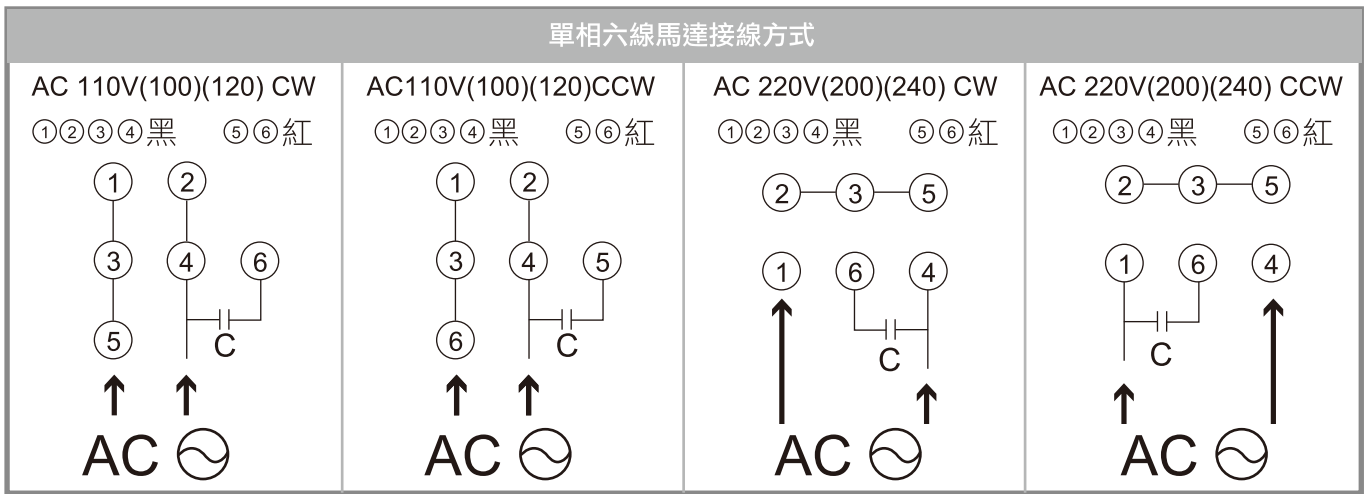 單相六線馬達接線方式
AC 110V(100)(120) CW
①②③④黑 ⑤⑥紅
① ②
③ ④ ⑥
⑤ C
AC
AC110V(100)(120)CCW
①②③④黑 ⑤⑥紅
① ②
③ ④ ⑤
⑥ C
AC
AC 220V(200)(240) CW
①②③④黑 ⑤⑥紅
② ③ ⑤
① ⑥ ④
C
AC
AC 220V(200)(240) CCW
①②③④黑 ⑤⑥紅
② ③ ⑤
① ⑥ ④
C
AC